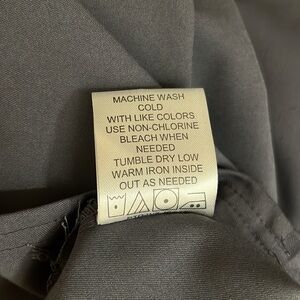 MACHINE WASH
COLD
WITH LIKE COLORS
USE NON-CHLORINE
BLEACH WHEN
NEEDED
TUMBLE DRY LOW
WARM IRON INSIDE
OUT AS NEEDED